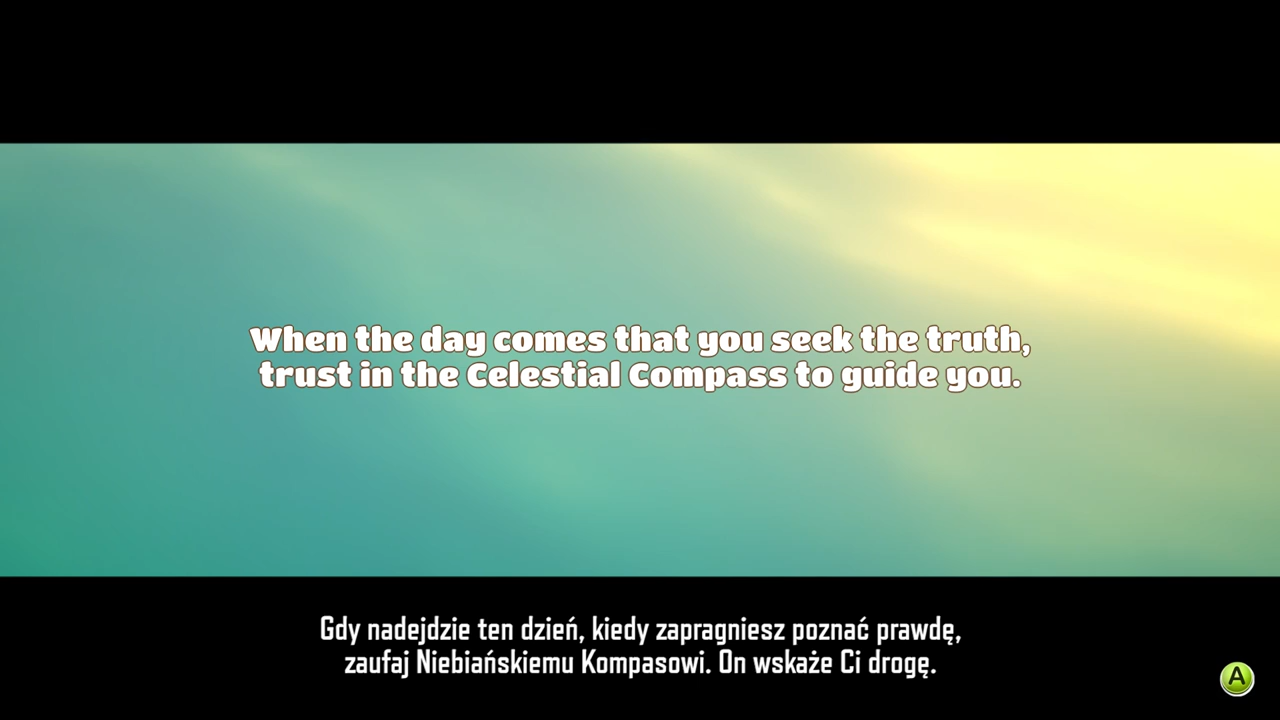 When the day comes that you seek the truth,
trust in the Celestial Compass to guide you.
Gdy nadejdzie ten dzień, kiedy zapragniesz poznać prawdę,
zaufaj Niebiańskiemu Kompasowi. On wskaże Ci drogę.
A